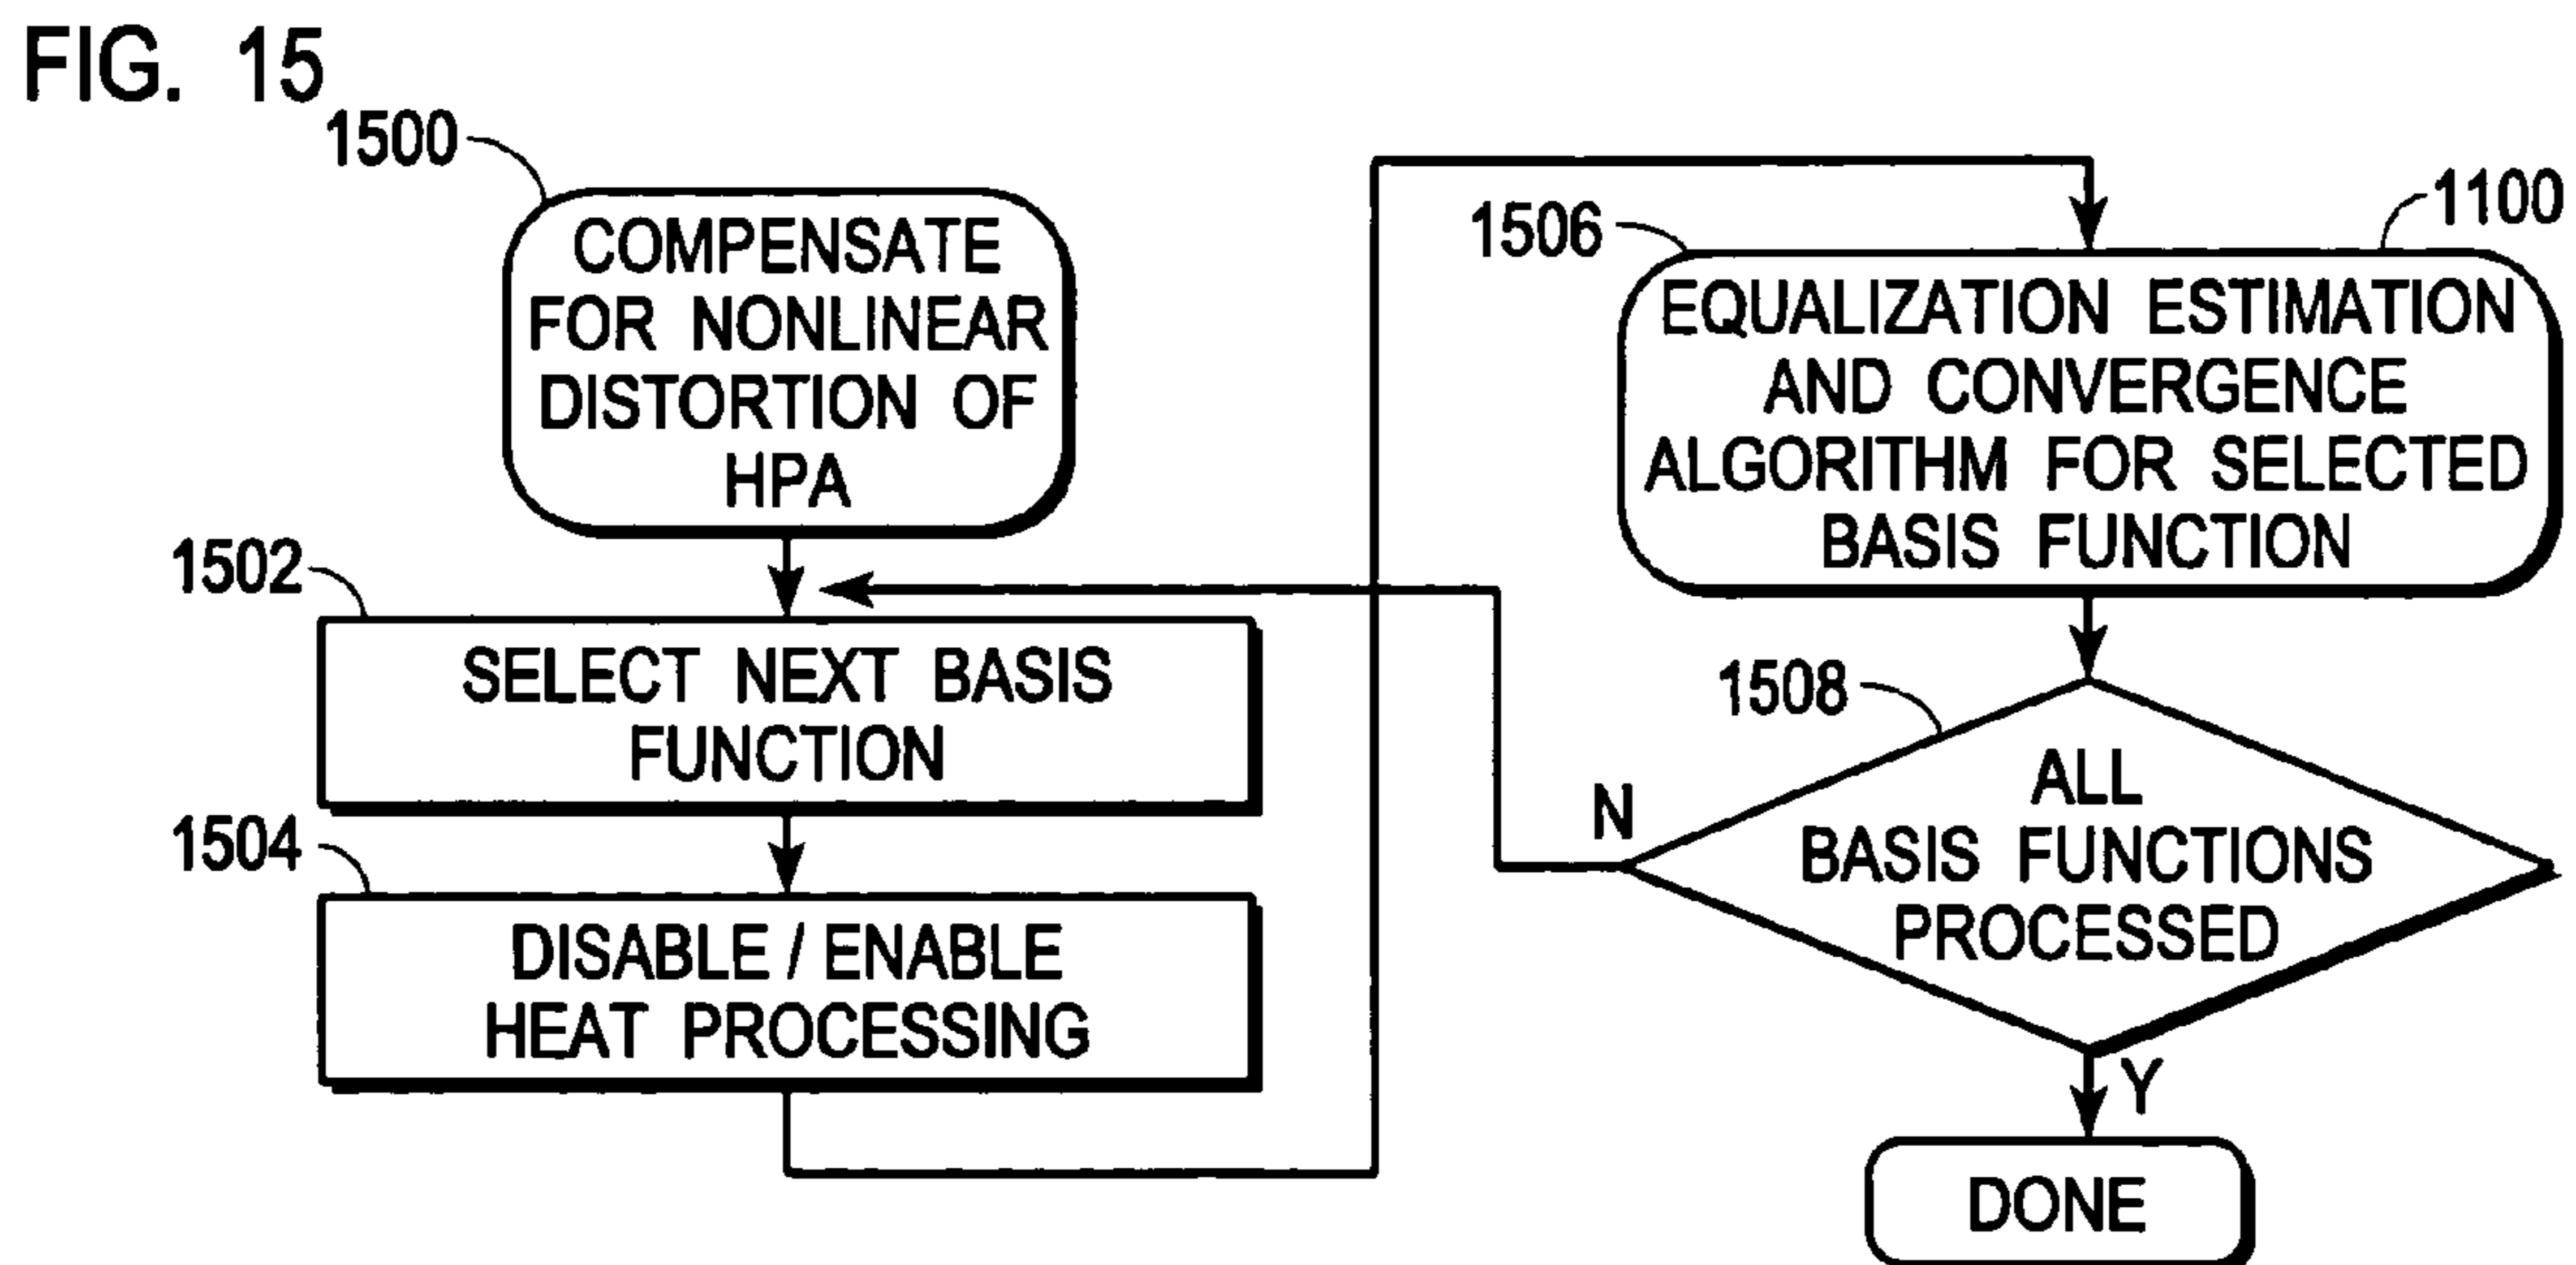 FIG. 15
1500
COMPENSATE
FOR NONLINEAR
DISTORTION OF
HPA
1502
SELECT NEXT BASIS
FUNCTION
1504
DISABLE / ENABLE
HEAT PROCESSING
1506
1100
EQUALIZATION ESTIMATION
AND CONVERGENCE
ALGORITHM FOR SELECTED
BASIS FUNCTION
1508
ALL
BASIS FUNCTIONS
PROCESSED
N
Y
DONE